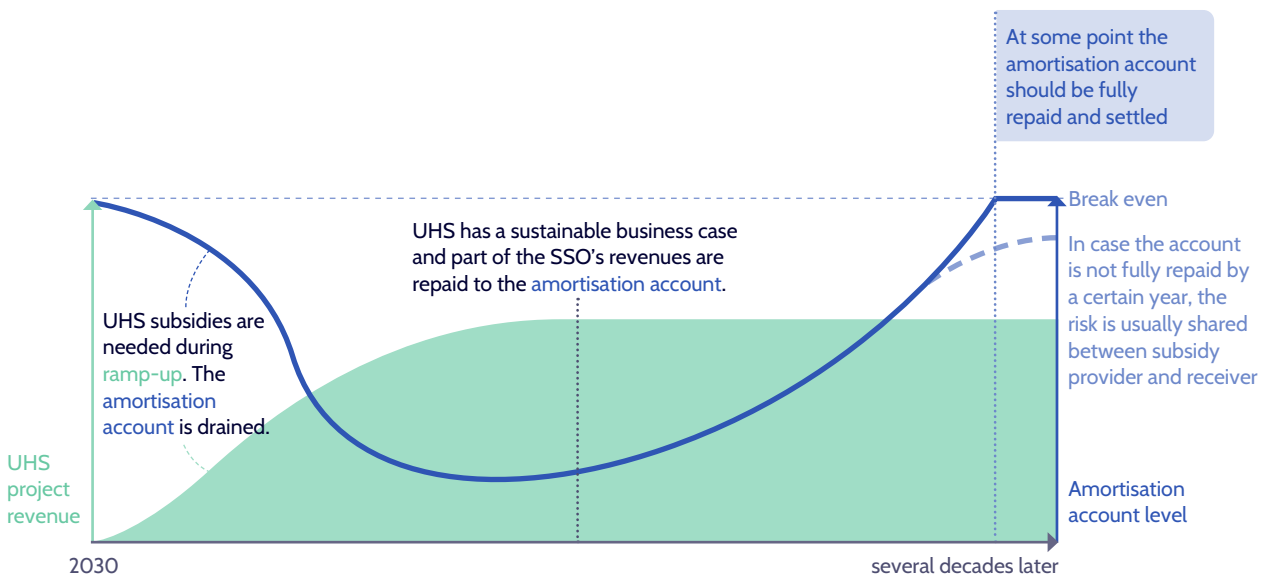 At some point the
amortisation account
should be fully
repaid and settled
Break even
UHS has a sustainable business case
and part of the SSO's revenues are
repaid to the amortisation account.
In case the account
is not fully repaid by
a certain year, the
risk is usually shared
between subsidy
provider and receiver
UHS subsidies are
needed during
ramp-up. The
amortisation
account is drained.
UHS
project
revenue
Amortisation
account level
2030
several decades later